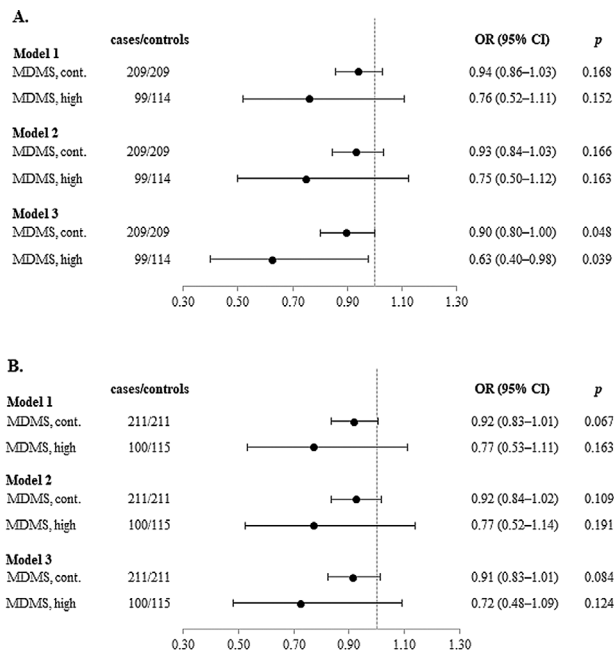 A.
cases/controls OR (95% CI) p
Model 1
MDMS, cont. 209/209 0.94 (0.86–1.03) 0.168
MDMS, high 99/114 0.76 (0.52–1.11) 0.152
Model 2
MDMS, cont. 209/209 0.93 (0.84–1.03) 0.166
MDMS, high 99/114 0.75 (0.50–1.12) 0.163
Model 3
MDMS, cont. 209/209 0.90 (0.80–1.00) 0.048
MDMS, high 99/114 0.63 (0.40–0.98) 0.039
0.30 0.50 0.70 0.90 1.10 1.30
B.
cases/controls OR (95% CI) p
Model 1
MDMS, cont. 211/211 0.92 (0.83–1.01) 0.067
MDMS, high 100/115 0.77 (0.53–1.11) 0.163
Model 2
MDMS, cont. 211/211 0.92 (0.84–1.02) 0.109
MDMS, high 100/115 0.77 (0.52–1.14) 0.191
Model 3
MDMS, cont. 211/211 0.91 (0.83–1.01) 0.084
MDMS, high 100/115 0.72 (0.48–1.09) 0.124
0.30 0.50 0.70 0.90 1.10 1.30